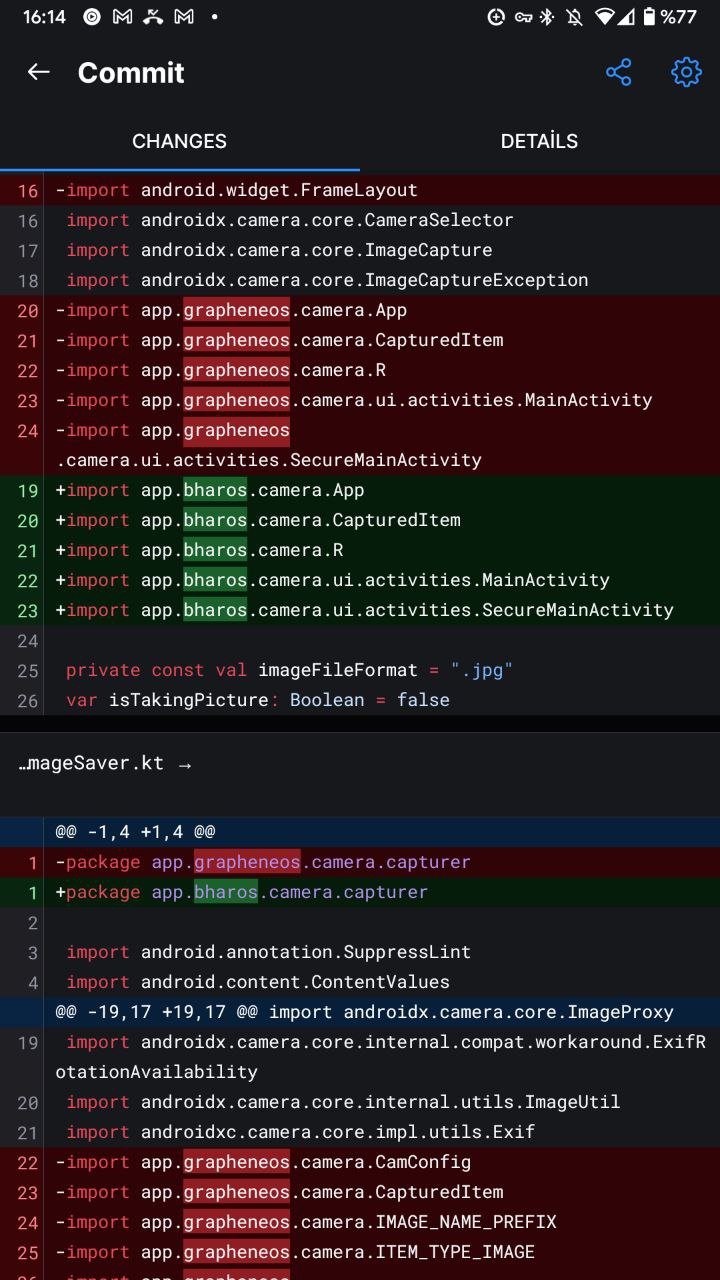 16:14
%77
Commit
CHANGES
DETAİLS
16 -import android.widget.FrameLayout
16 import androidx.camera.core.CameraSelector
17 import androidx.camera.core.ImageCapture
18 import androidx.camera.core.ImageCaptureException
20 -import app.grapheneos.camera.App
21 -import app.grapheneos.camera.CapturedItem
22 -import app.grapheneos.camera.R
23 -import app.grapheneos.camera.ui.activities.MainActivity
24 -import app.grapheneos
.camera.ui.activities.SecureMainActivity
19 +import app.bharos.camera.App
20 +import app.bharos.camera.CapturedItem
21 +import app.bharos.camera.R
22 +import app.bharos.camera.ui.activities.MainActivity
23 +import app.bharos.camera.ui.activities.SecureMainActivity
24
25 private const val imageFileFormat = ".jpg"
26 var isTakingPicture: Boolean = false
…mageSaver.kt →
@@ -1,4 +1,4 @@
1 -package app.grapheneos.camera.capturer
1 +package app.bharos.camera.capturer
2
3 import android.annotation.SuppressLint
4 import android.content.ContentValues
@@ -19,17 +19,17 @@ import androidx.camera.core.ImageProxy
19 import androidx.camera.core.internal.compat.workaround.ExifR
otationAvailability
20 import androidx.camera.core.internal.utils.ImageUtil
21 import androidxc.camera.core.impl.utils.Exif
22 -import app.grapheneos.camera.CamConfig
23 -import app.grapheneos.camera.CapturedItem
24 -import app.grapheneos.camera.IMAGE_NAME_PREFIX
25 -import app.grapheneos.camera.ITEM_TYPE_IMAGE